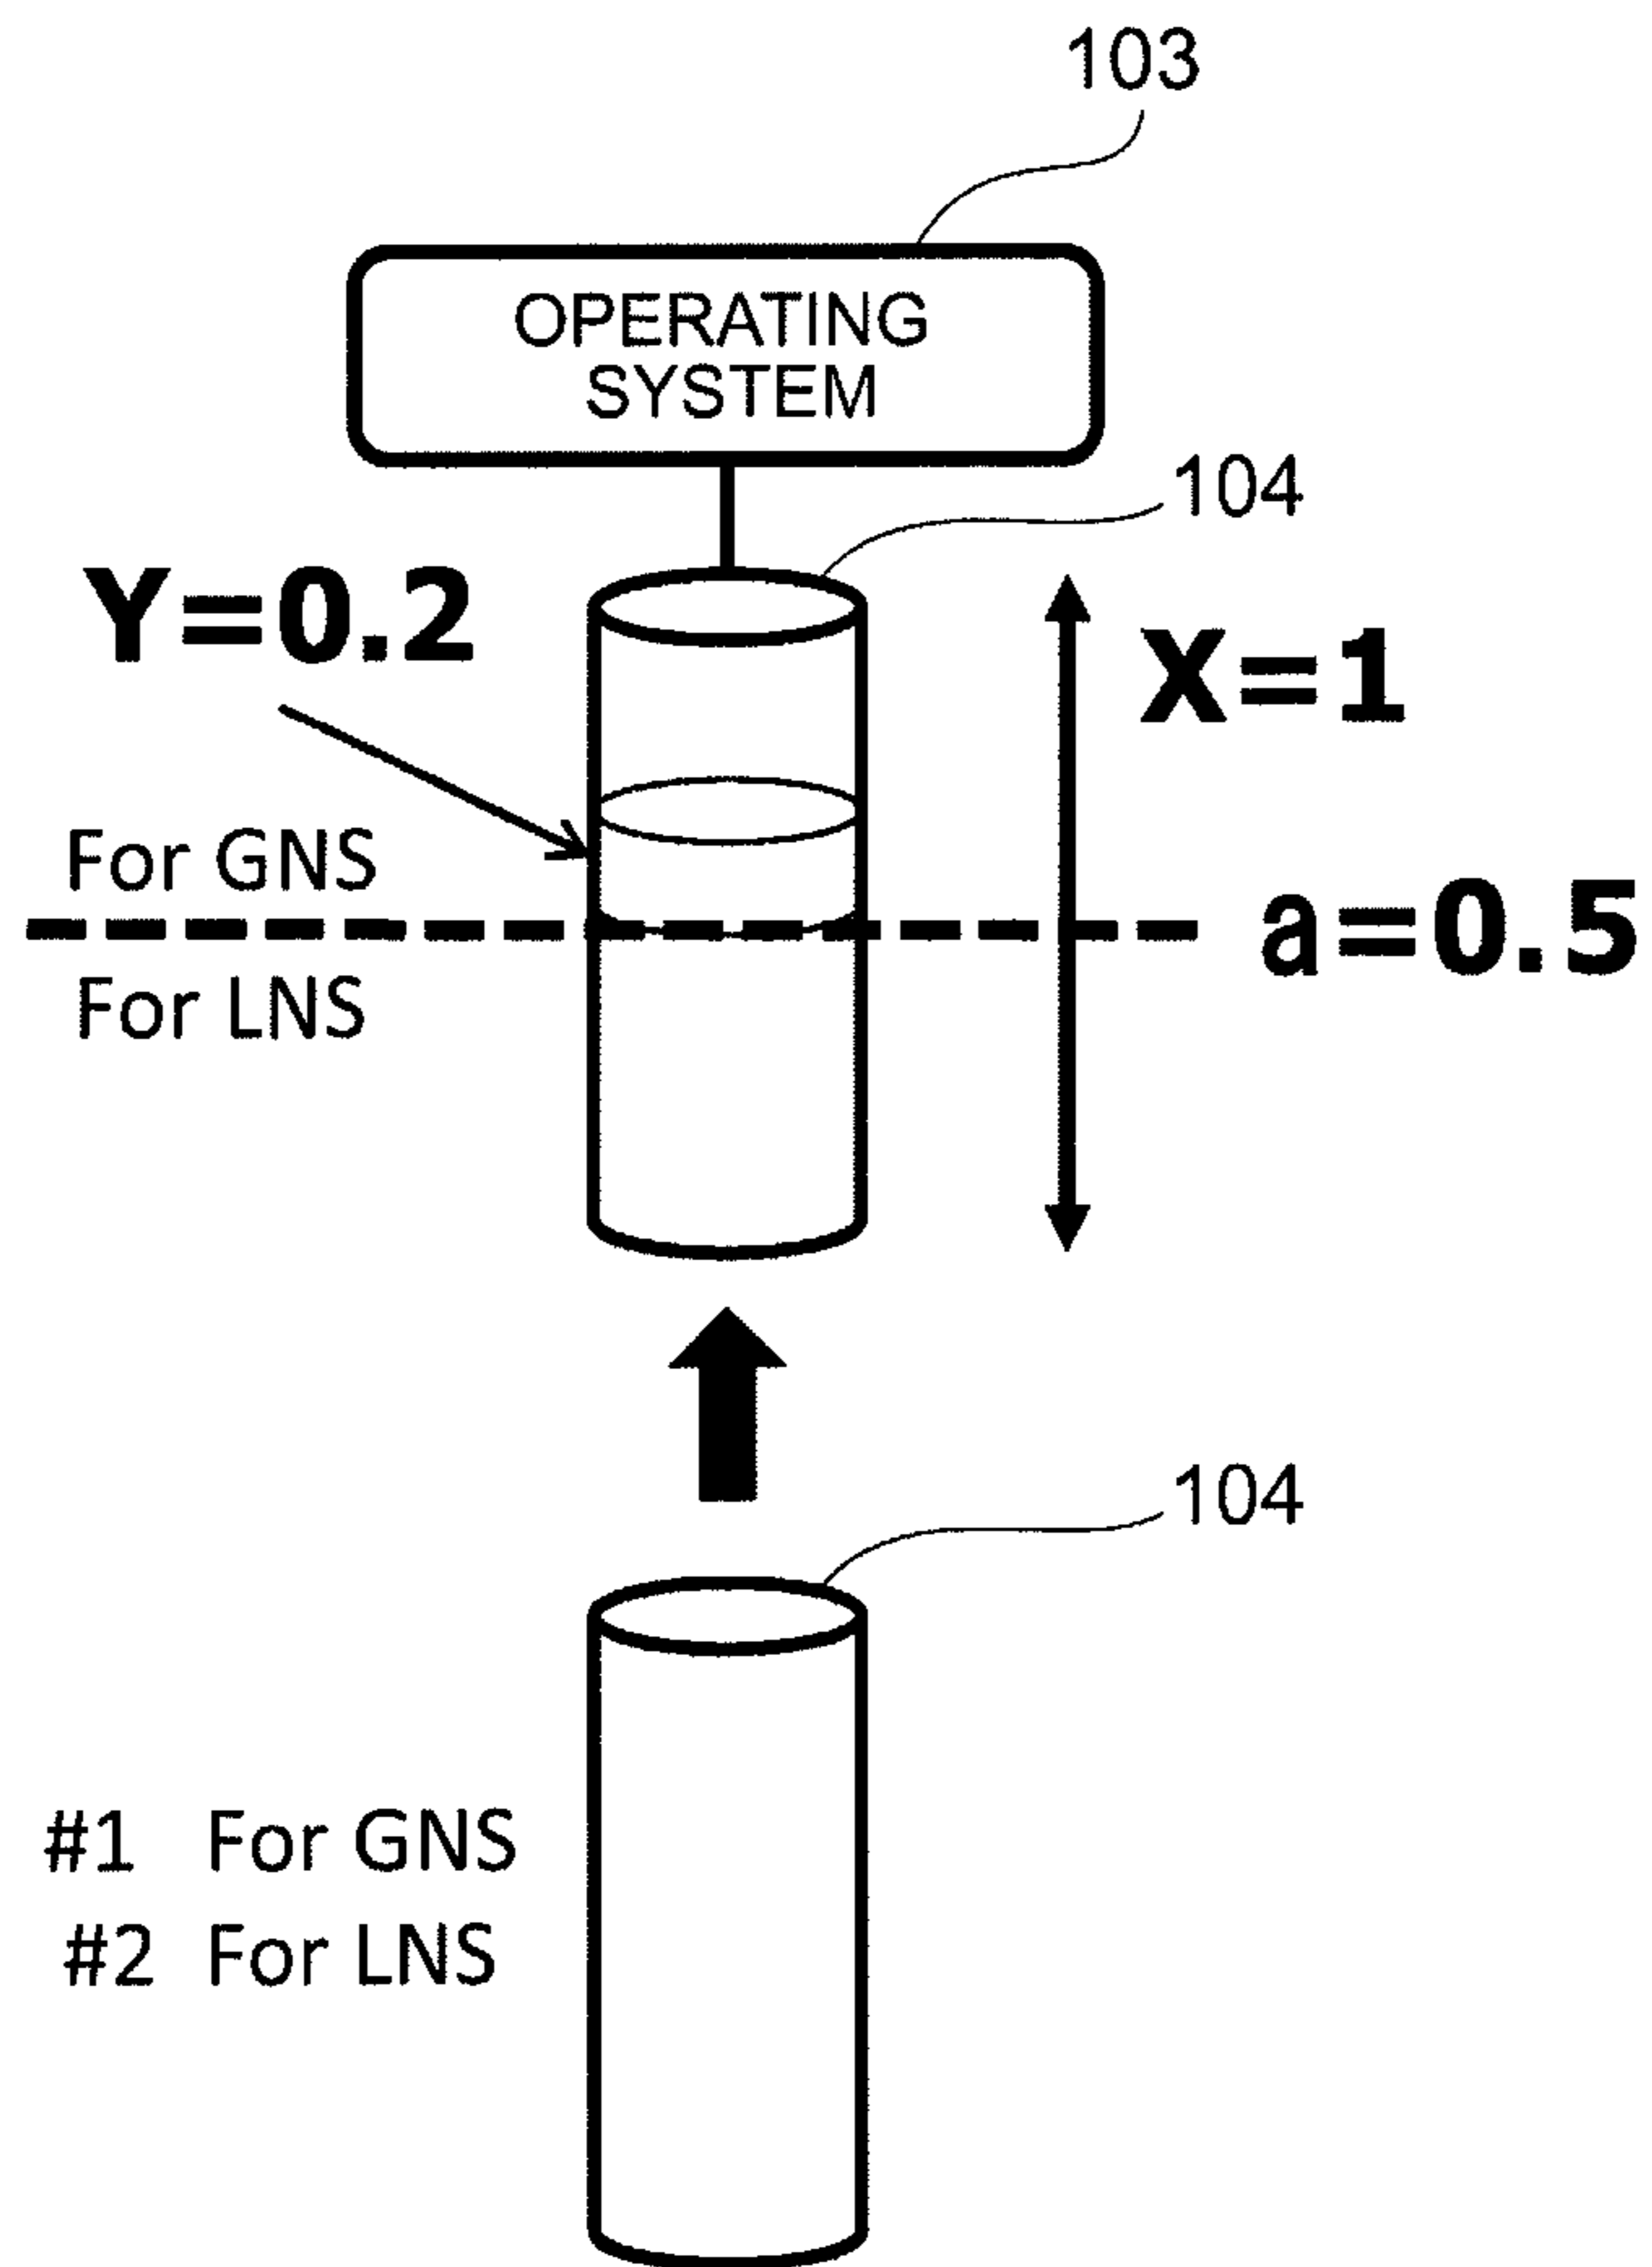 103
OPERATING
SYSTEM
104
Y=0.2
X=1
For GNS
a=0.5
For LNS
104
#1 For GNS
#2 For LNS